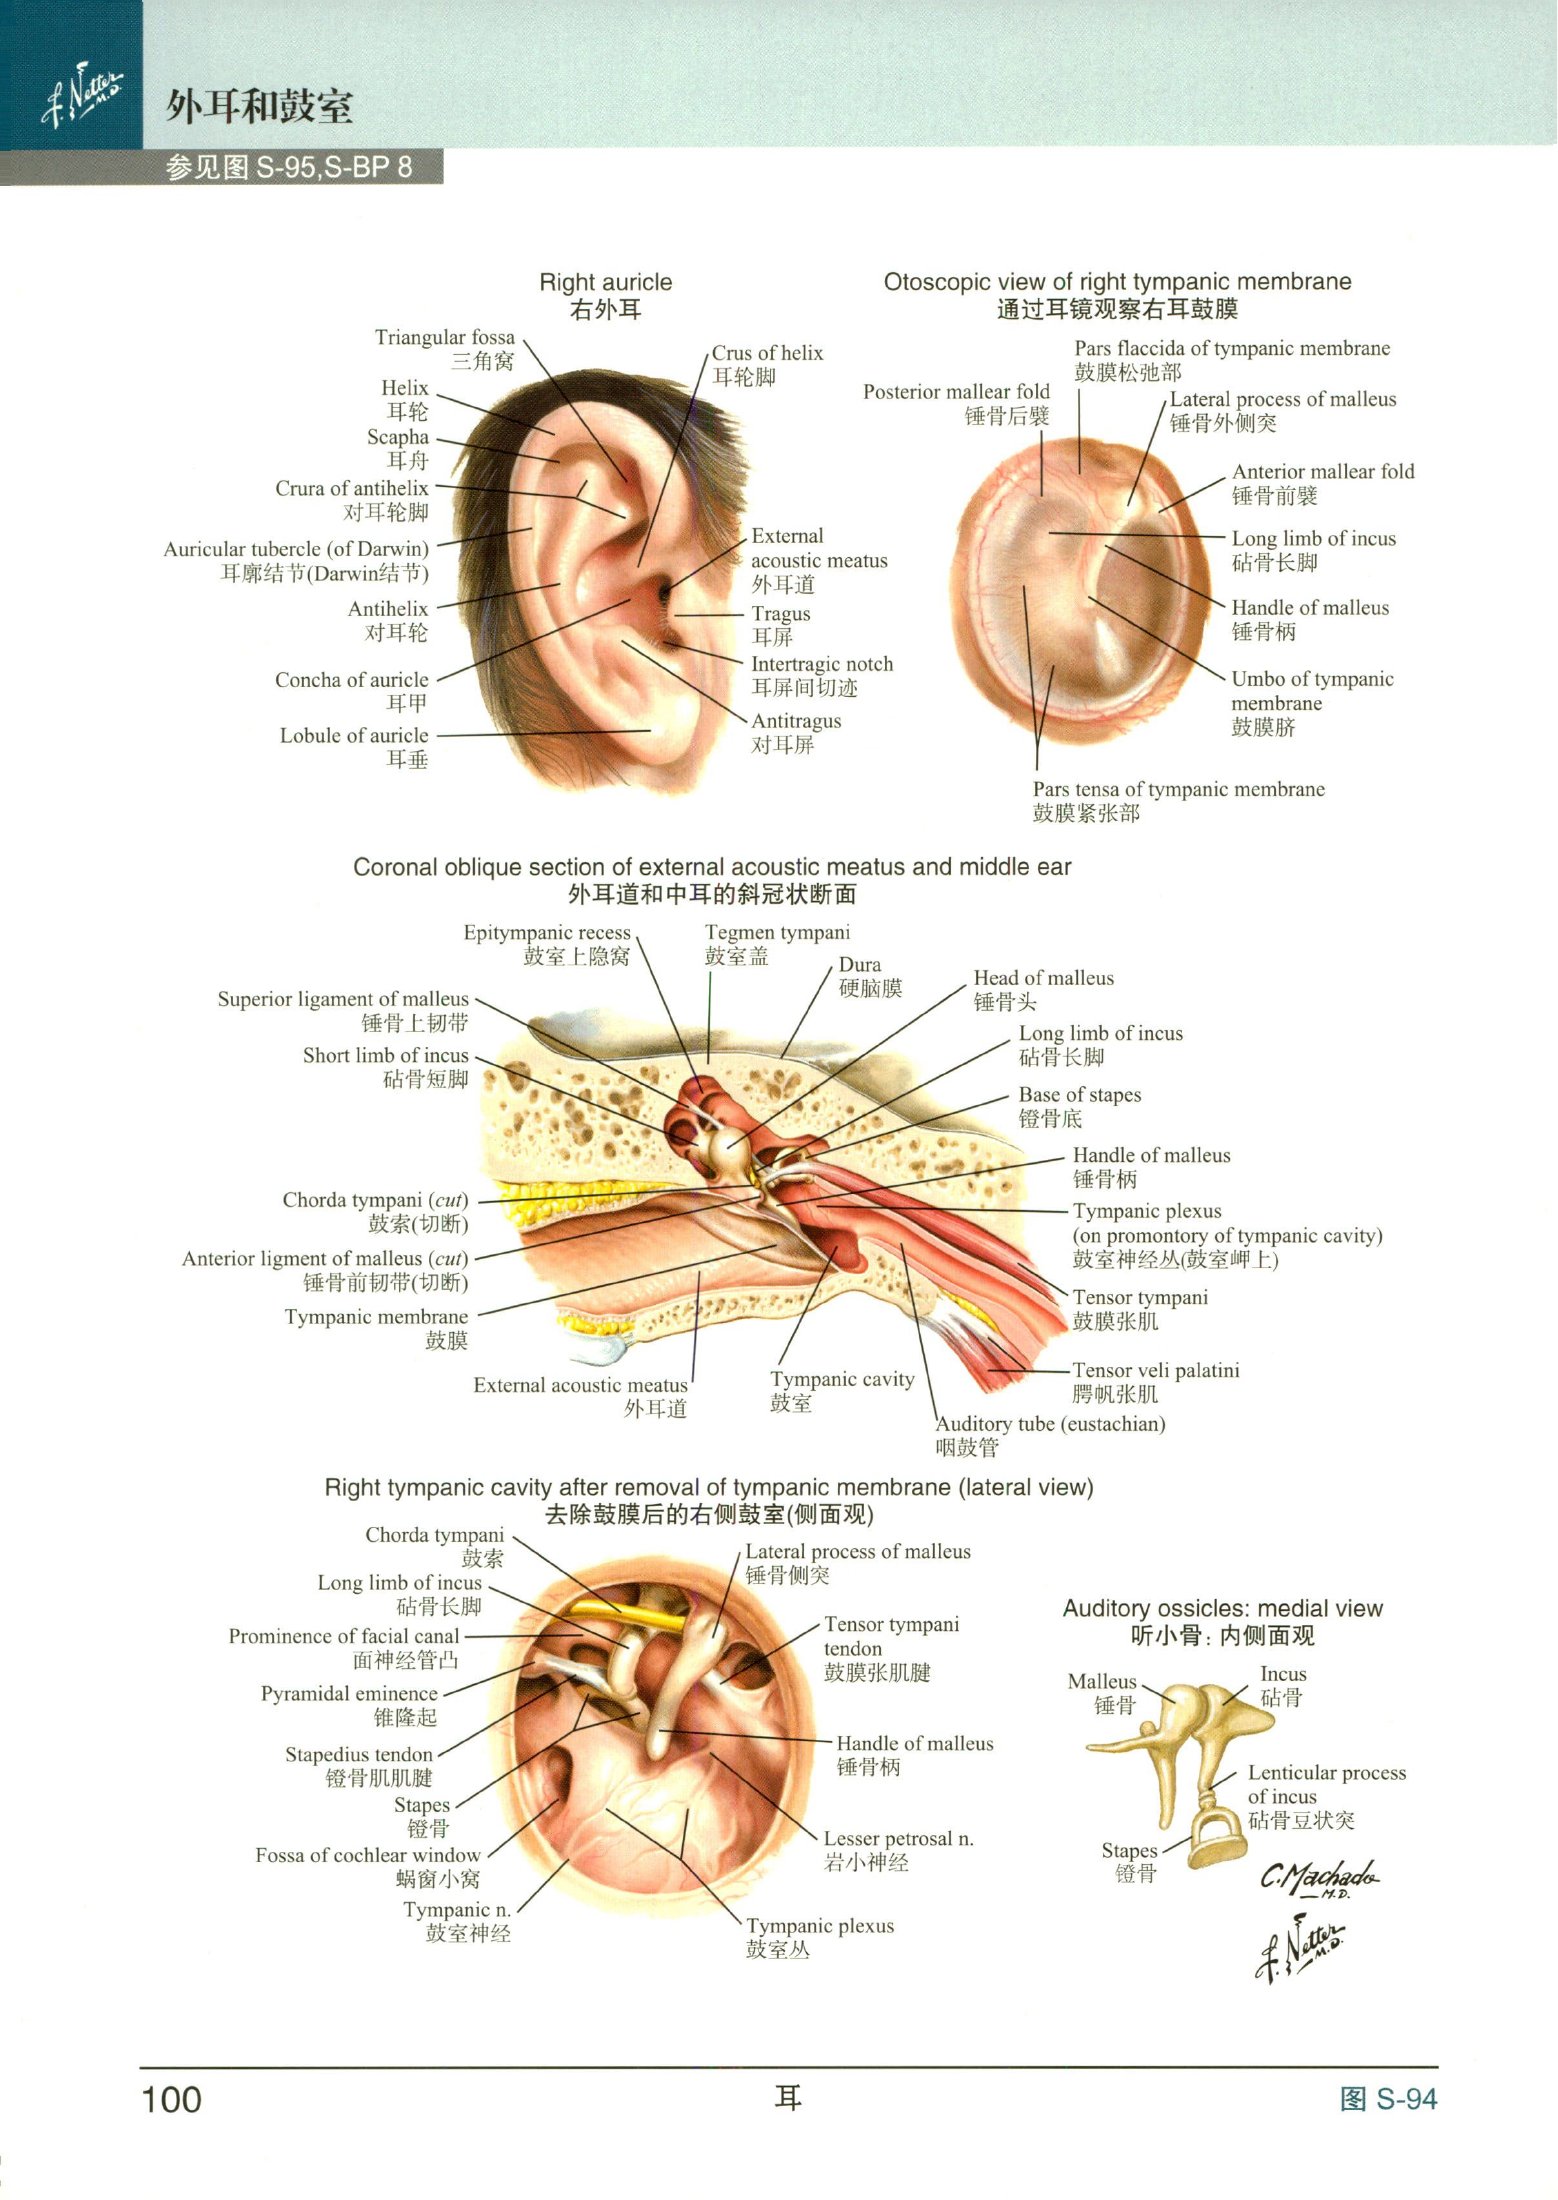 F. Netter M.D.
外耳和鼓室
参见图 S-95,S-BP 8
Right auricle
右外耳
Triangular fossa
三角窝
Helix
耳轮
Scapha
耳舟
Crura of antihelix
对耳轮脚
Auricular tubercle (of Darwin)
耳廓结节(Darwin结节)
Antihelix
对耳轮
Concha of auricle
耳甲
Lobule of auricle
耳垂
Crus of helix
耳轮脚
External
acoustic meatus
外耳道
Tragus
耳屏
Intertragic notch
耳屏间切迹
Antitragus
对耳屏
Otoscopic view of right tympanic membrane
通过耳镜观察右耳鼓膜
Pars flaccida of tympanic membrane
鼓膜松弛部
Posterior mallear fold
锤骨后襞
Lateral process of malleus
锤骨外侧突
Anterior mallear fold
锤骨前襞
Long limb of incus
砧骨长脚
Handle of malleus
锤骨柄
Umbo of tympanic
membrane
鼓膜脐
Pars tensa of tympanic membrane
鼓膜紧张部
Coronal oblique section of external acoustic meatus and middle ear
外耳道和中耳的斜冠状断面
Epitympanic recess
鼓室上隐窝
Tegmen tympani
鼓室盖
Dura
硬脑膜
Head of malleus
锤骨头
Superior ligament of malleus
锤骨上韧带
Long limb of incus
砧骨长脚
Short limb of incus
砧骨短脚
Base of stapes
镫骨底
Handle of malleus
锤骨柄
Chorda tympani (cut)
鼓索(切断)
Tympanic plexus
(on promontory of tympanic cavity)
鼓室神经丛(鼓室岬上)
Anterior ligment of malleus (cut)
锤骨前韧带(切断)
Tensor tympani
鼓膜张肌
Tympanic membrane
鼓膜
Tensor veli palatini
腭帆张肌
External acoustic meatus
外耳道
Tympanic cavity
鼓室
Auditory tube (eustachian)
咽鼓管
Right tympanic cavity after removal of tympanic membrane (lateral view)
去除鼓膜后的右侧鼓室(侧面观)
Chorda tympani
鼓索
Long limb of incus
砧骨长脚
Prominence of facial canal
面神经管凸
Pyramidal eminence
锥隆起
Stapedius tendon
镫骨肌肌腱
Stapes
镫骨
Fossa of cochlear window
蜗窗小窝
Tympanic n.
鼓室神经
Lateral process of malleus
锤骨侧突
Tensor tympani
tendon
鼓膜张肌腱
Handle of malleus
锤骨柄
Lesser petrosal n.
岩小神经
Tympanic plexus
鼓室丛
Auditory ossicles: medial view
听小骨: 内侧面观
Malleus
锤骨
Incus
砧骨
Lenticular process
of incus
砧骨豆状突
Stapes
镫骨
C. Machado M.D.
F. Netter M.D.
100
耳
图 S-94